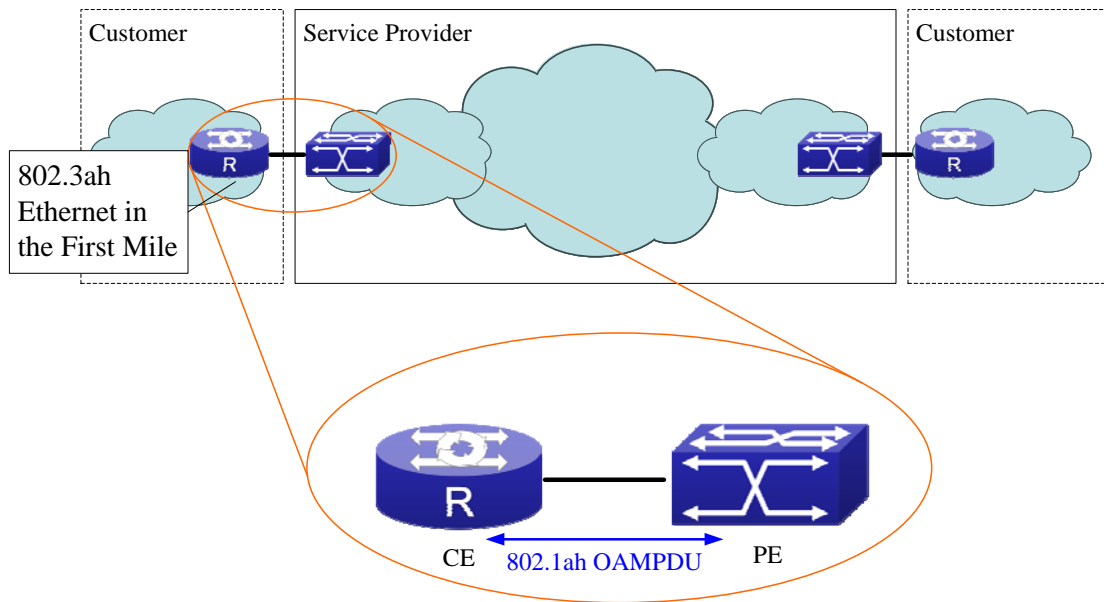 Customer
Service Provider
Customer
R
R
802.3ah
Ethernet in
the First Mile
R
CE
802.1ah OAMPDU
PE